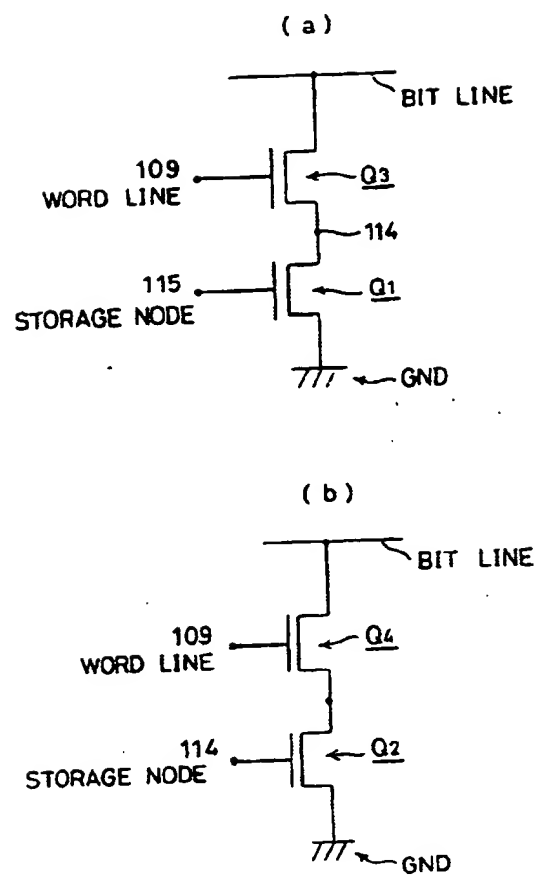 (a)
BIT LINE
109
WORD LINE
Q3
114
115
STORAGE NODE
Q1
GND
(b)
BIT LINE
109
WORD LINE
Q4
114
STORAGE NODE
Q2
GND